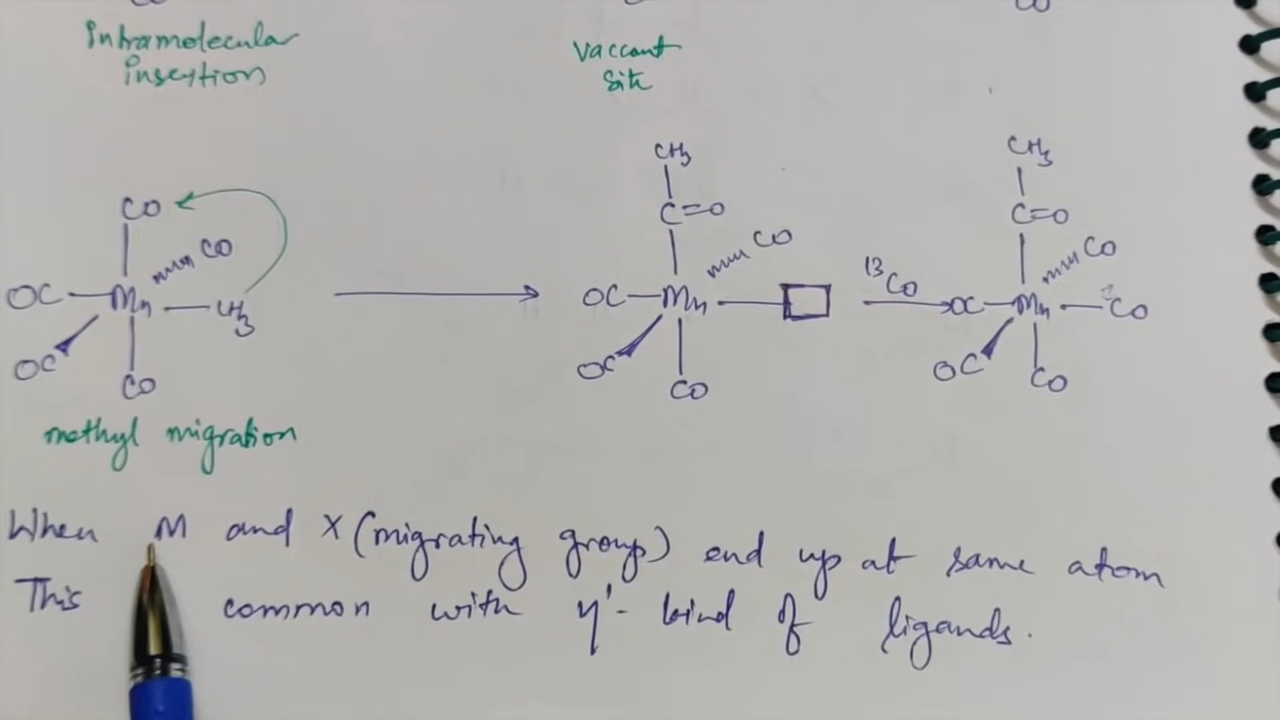 Intramolecular
insertion
Vaccant
Site
CH3
C=O
CO
OC—Mn
OC
CO
CH3
C=O
CO
OC—Mn—CO
OC
CO
CO
CO
OC—Mn—CH3
OC
CO
13CO
methyl migration
When M and X (migrating group) end up at same atom
This common with η1- kind of ligands.